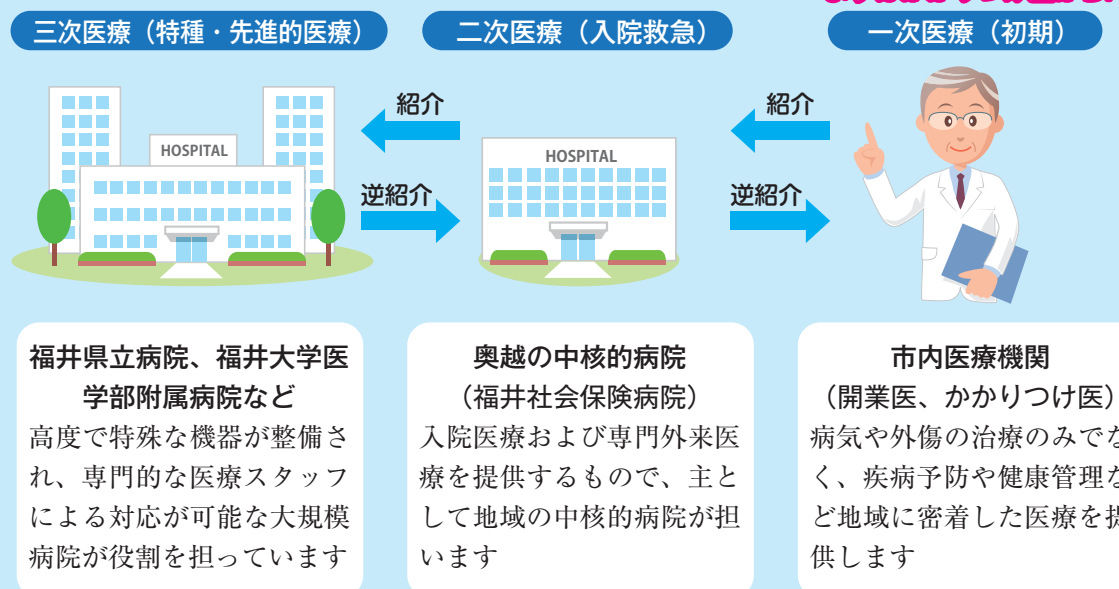 三次医療（特種・先進的医療）
二次医療（入院救急）
一次医療（初期）
紹介
逆紹介
紹介
逆紹介
HOSPITAL
HOSPITAL
福井県立病院、福井大学医
学部附属病院など
高度で特殊な機器が整備さ
れ、専門的な医療スタッフ
による対応が可能な大規模
病院が役割を担っています
奥越の中核的病院
（福井社会保険病院）
入院医療および専門外来医
療を提供するもので、主と
して地域の中核的病院が担
います
市内医療機関
（開業医、かかりつけ医）
病気や外傷の治療のみでな
く、疾病予防や健康管理な
ど地域に密着した医療を提
供します